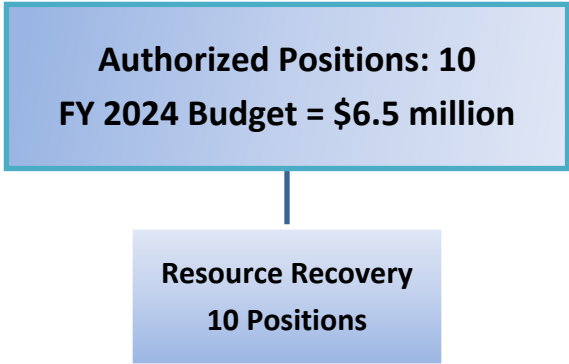 Authorized Positions: 10
FY 2024 Budget = $6.5 million
Resource Recovery
10 Positions